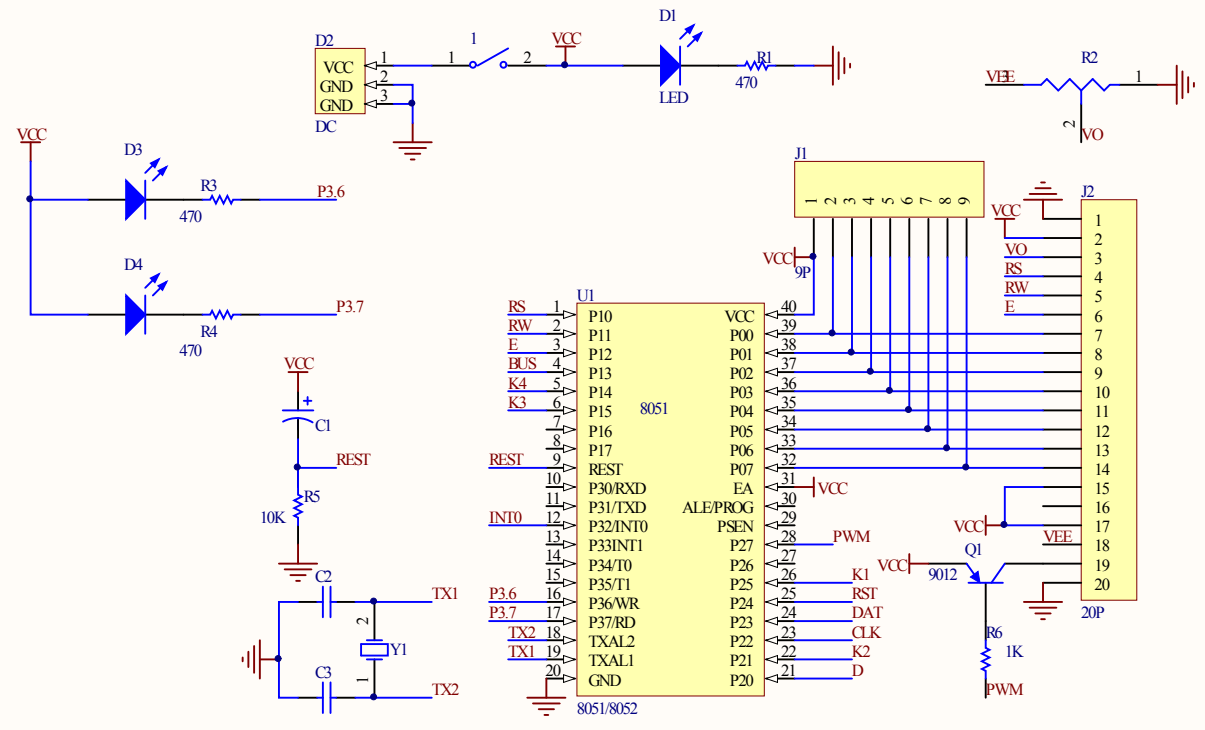 D2
VCC 1
GND 2
GND 3
DC
1
1 2
VCC
D1
LED
R1
470
R2
VEE 3 1
2
VO
VCC
D3
R3
470
P3.6
D4
R4
470
P3.7
VCC
+
C1
REST
R5
10K
C2
TX1
2
Y1
1
C3
TX2
J1
1 2 3 4 5 6 7 8 9
VCC
9P
U1
8051
RS 1 P10
RW 2 P11
E 3 P12
BUS 4 P13
K4 5 P14
K3 6 P15
7 P16
8 P17
REST 9 REST
10 P30/RXD
11 P31/TXD
INT0 12 P32/INT0
13 P33INT1
14 P34/T0
15 P35/T1
P3.6 16 P36/WR
P3.7 17 P37/RD
TX2 18 TXAL2
TX1 19 TXAL1
20 GND
VCC 40
P00 39
P01 38
P02 37
P03 36
P04 35
P05 34
P06 33
P07 32
EA 31 VCC
ALE/PROG 30
PSEN 29
P27 28 PWM
P26 27
P25 26 K1
P24 25 RST
P23 24 DAT
P22 23 CLK
P21 22 K2
P20 21 D
8051/8052
J2
1
VCC 2
VO 3
RS 4
RW 5
E 6
7
8
9
10
11
12
13
14
15
16
VCC 17
VEE 18
19
20
20P
Q1
VCC
9012
R6
1K
PWM